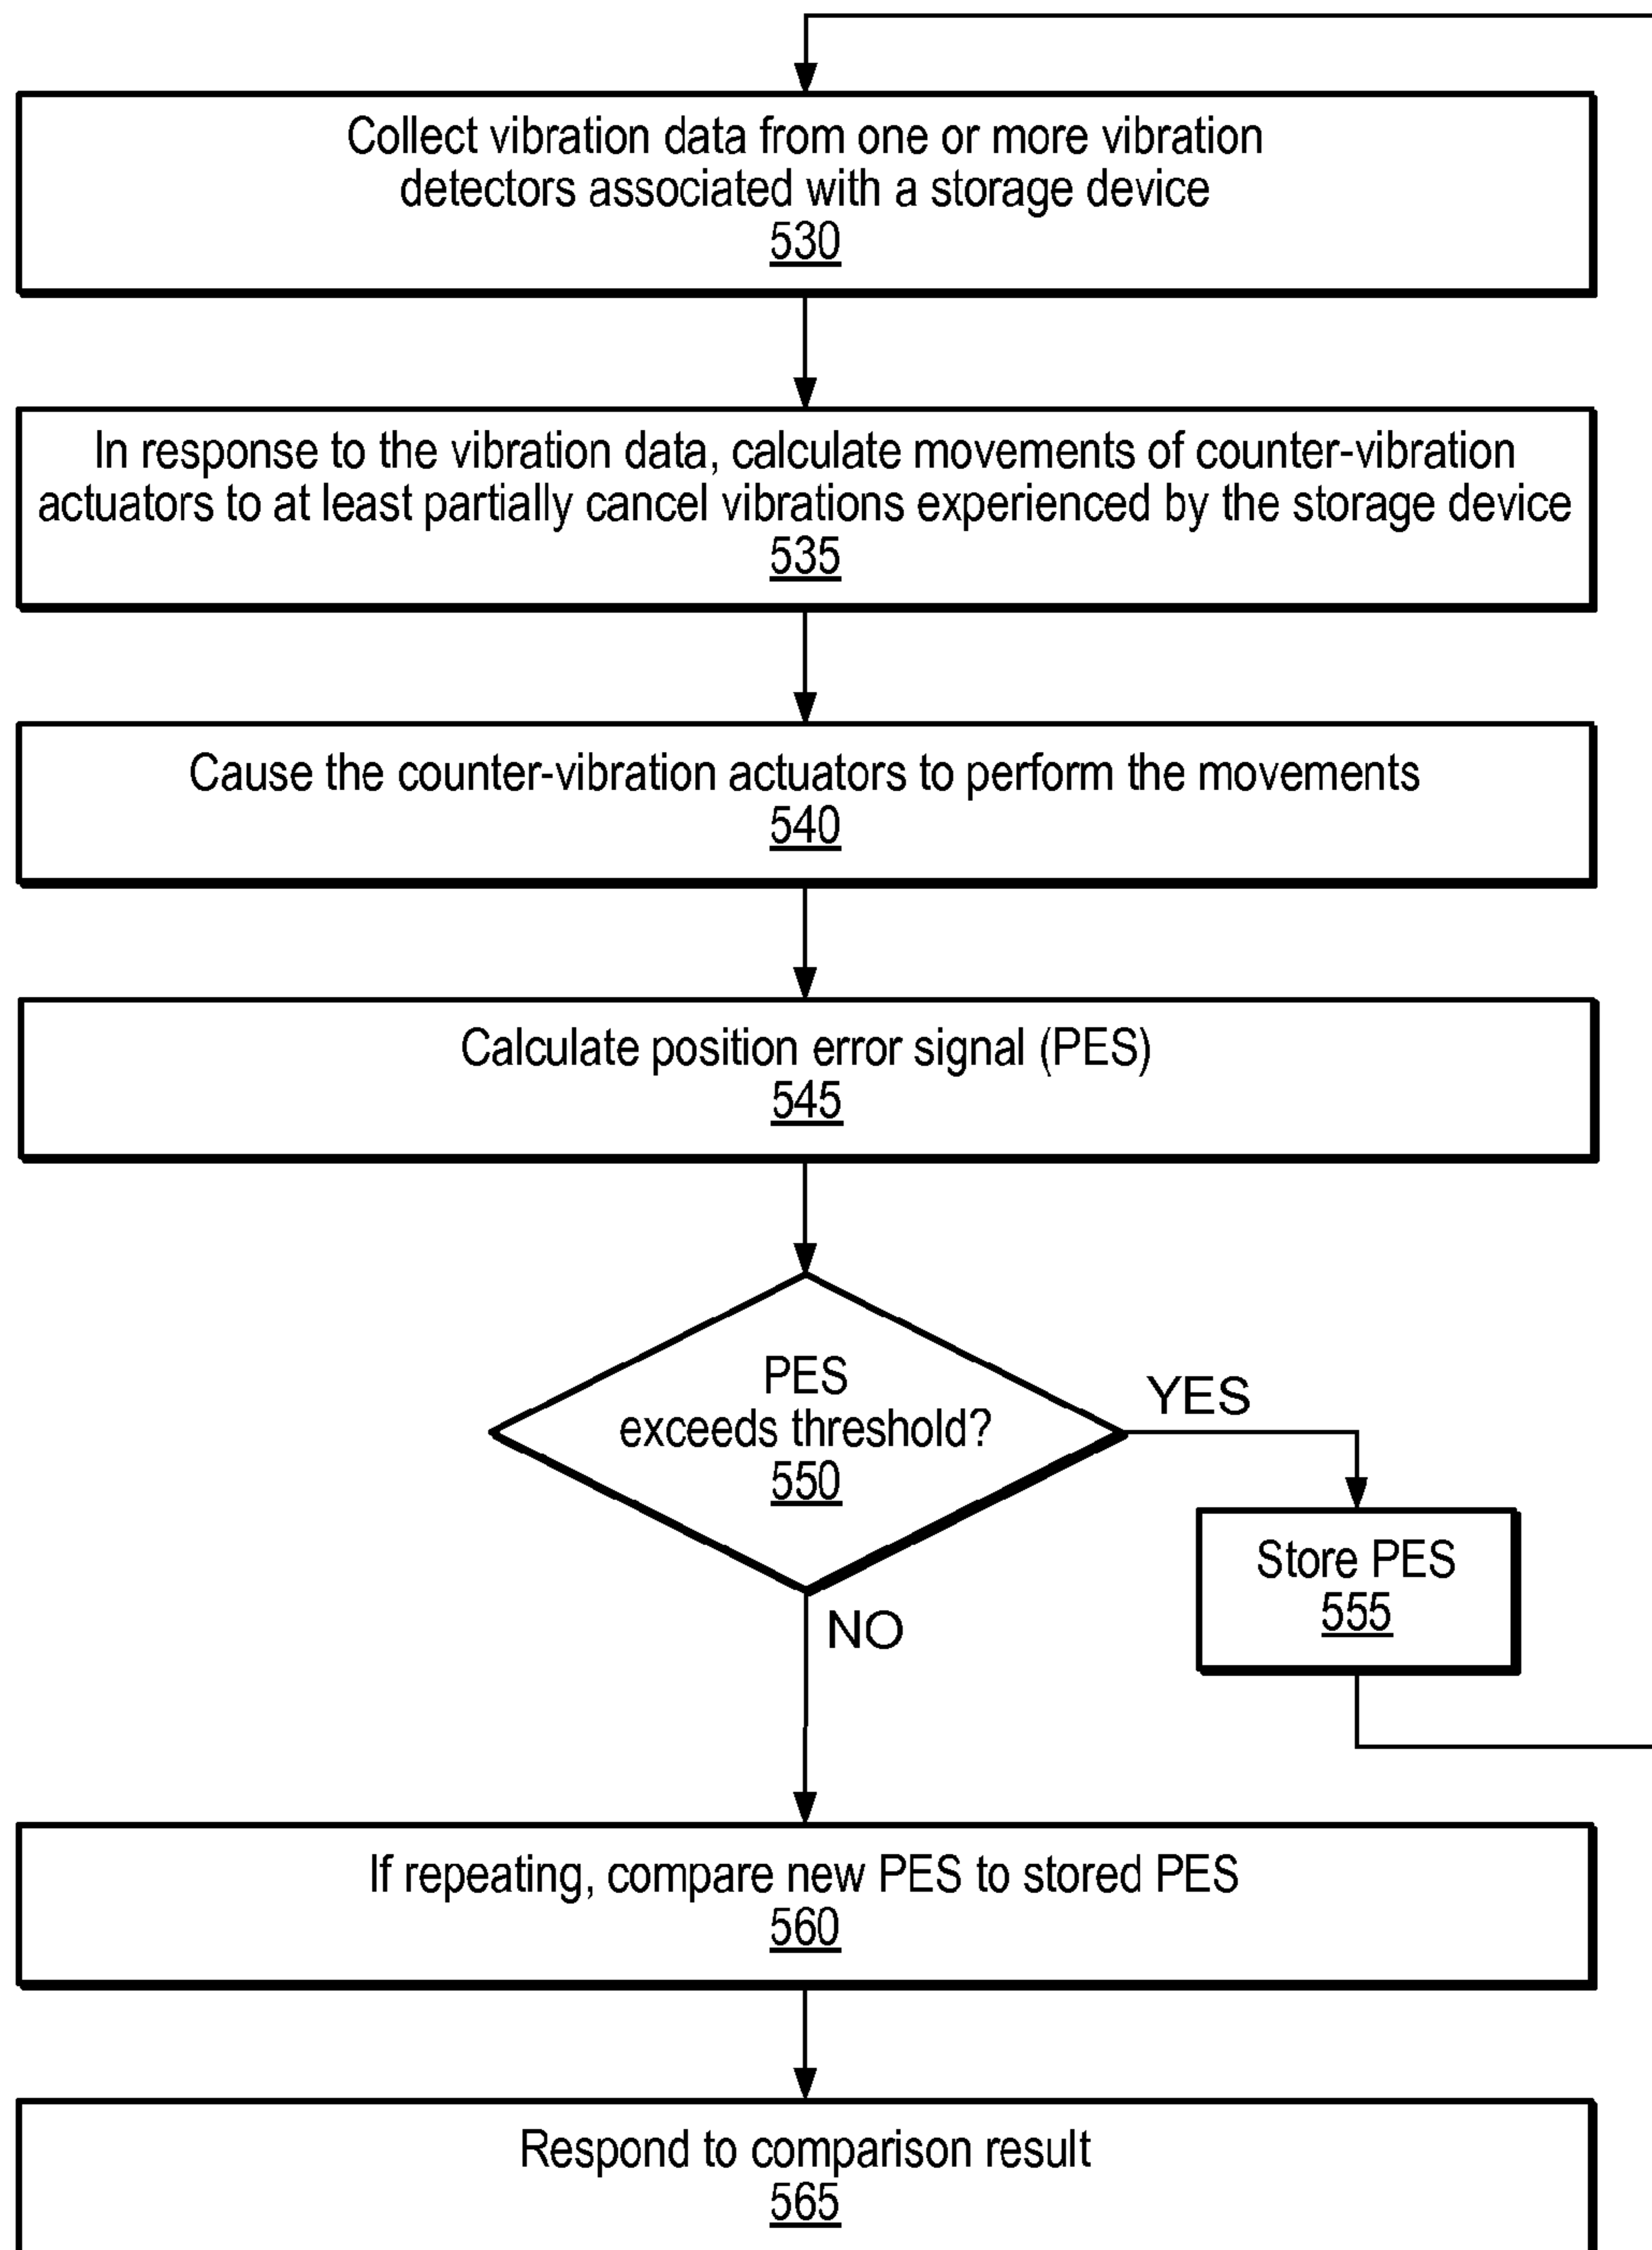 Collect vibration data from one or more vibration
detectors associated with a storage device
530
In response to the vibration data, calculate movements of counter-vibration
actuators to at least partially cancel vibrations experienced by the storage device
535
Cause the counter-vibration actuators to perform the movements
540
Calculate position error signal (PES)
545
PES
exceeds threshold?
550
YES
Store PES
555
NO
If repeating, compare new PES to stored PES
560
Respond to comparison result
565